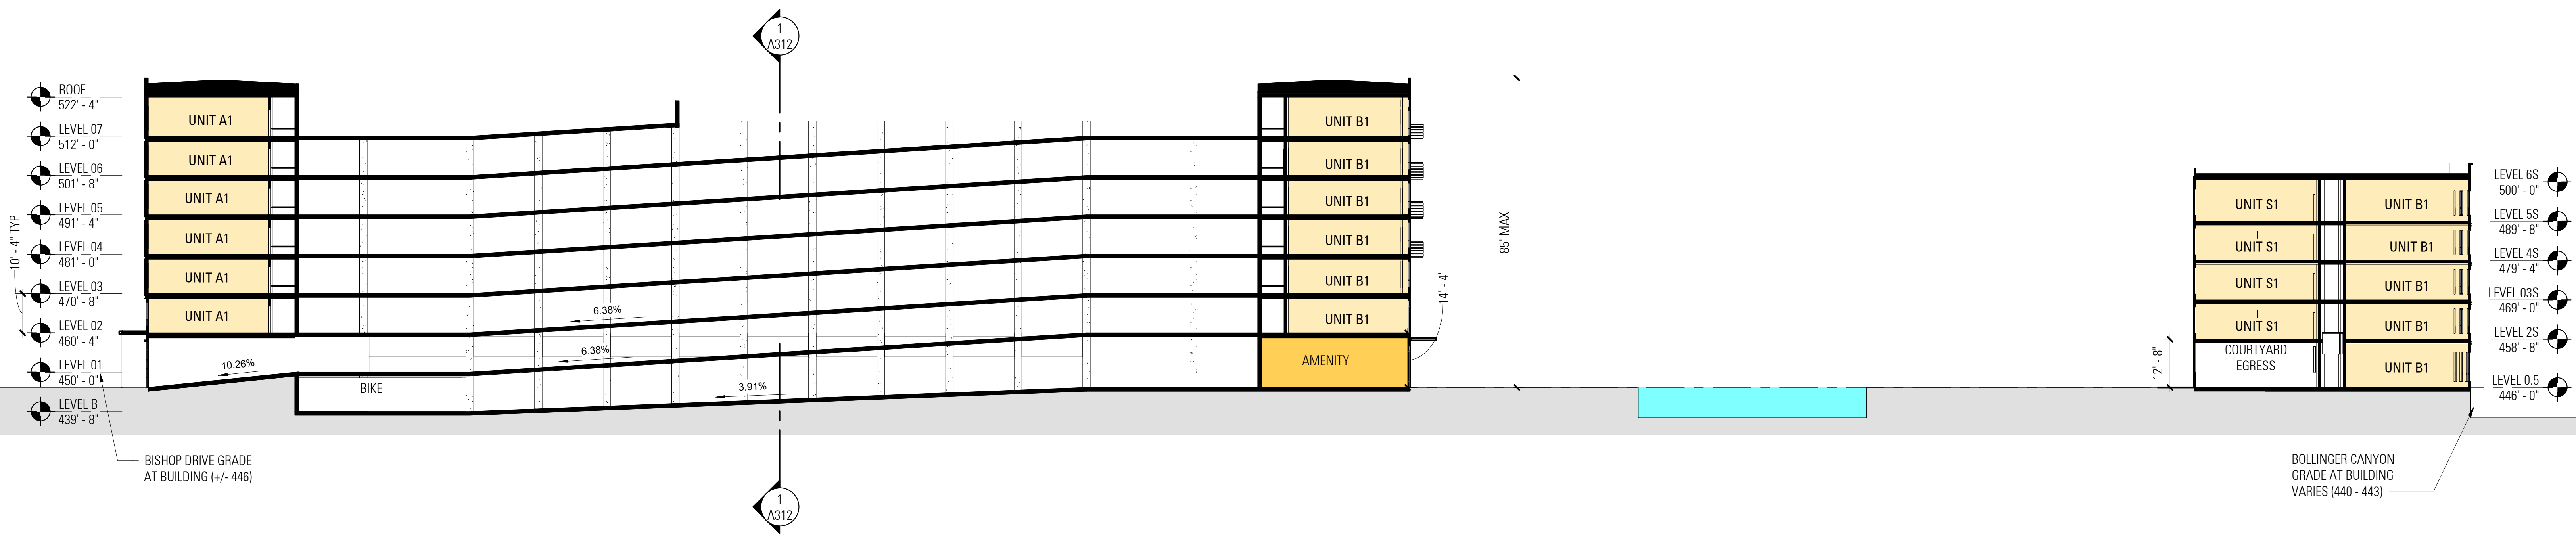 1
A312
ROOF
522' - 4"
LEVEL 07
512' - 0"
LEVEL 06
501' - 8"
LEVEL 05
491' - 4"
LEVEL 04
481' - 0"
LEVEL 03
470' - 8"
LEVEL 02
460' - 4"
LEVEL 01
450' - 0"
LEVEL B
439' - 8"
10' - 4" TYP
UNIT A1
UNIT A1
UNIT A1
UNIT A1
UNIT A1
UNIT A1
10.26%
BIKE
6.38%
6.38%
3.91%
UNIT B1
UNIT B1
UNIT B1
UNIT B1
UNIT B1
UNIT B1
AMENITY
14' - 4"
85' MAX
12' - 8"
UNIT S1
UNIT B1
UNIT S1
UNIT B1
UNIT S1
UNIT B1
UNIT S1
UNIT B1
COURTYARD
EGRESS
UNIT B1
LEVEL 6S
500' - 0"
LEVEL 5S
489' - 8"
LEVEL 4S
479' - 4"
LEVEL 03S
469' - 0"
LEVEL 2S
458' - 8"
LEVEL 0.5
446' - 0"
BISHOP DRIVE GRADE
AT BUILDING (+/- 446)
1
A312
BOLLINGER CANYON
GRADE AT BUILDING
VARIES (440 - 443)